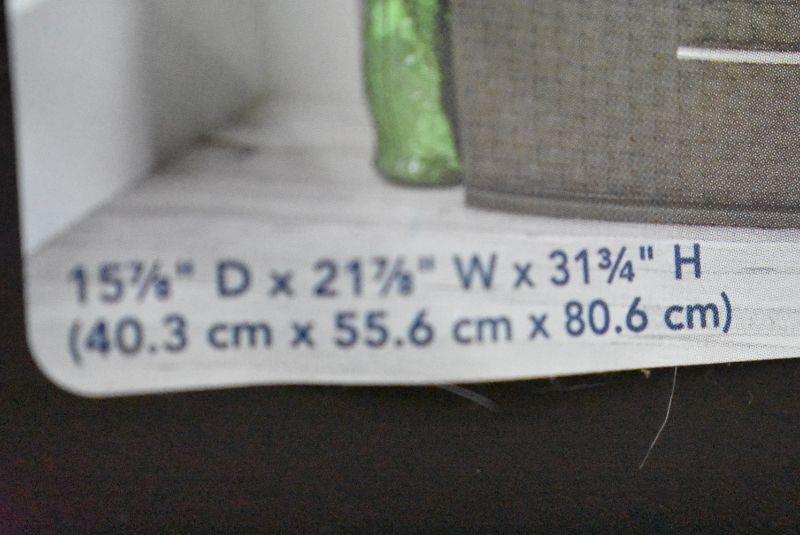 15⅞" D x 21⅞" W x 31¾" H
(40.3 cm x 55.6 cm x 80.6 cm)